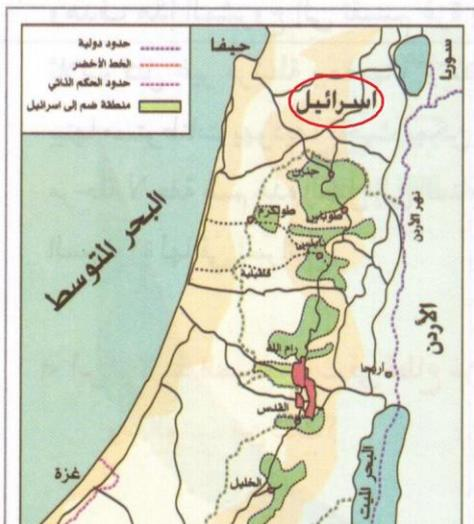 حدود دولية
الخط الأخضر
حدود الحكم الذاتي
منطقة ضم إلى اسرائيل
حيفا
سوريا
اسرائيل
جنين
طولكرم
طوباس
نابلس
قلقيلية
نهر الأردن
البحر المتوسط
الأردن
رام الله
أريحا
القدس
البحر الميت
الخليل
غزة